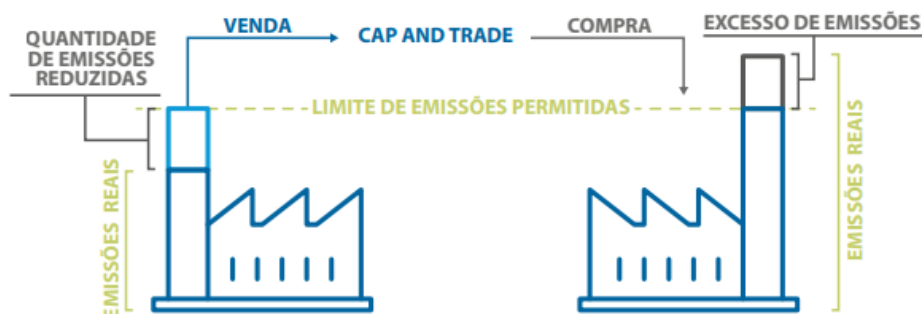 QUANTIDADE
DE EMISSÕES
REDUZIDAS
VENDA
CAP AND TRADE
COMPRA
EXCESSO DE EMISSÕES
LIMITE DE EMISSÕES PERMITIDAS
EMISSÕES REAIS
EMISSÕES REAIS